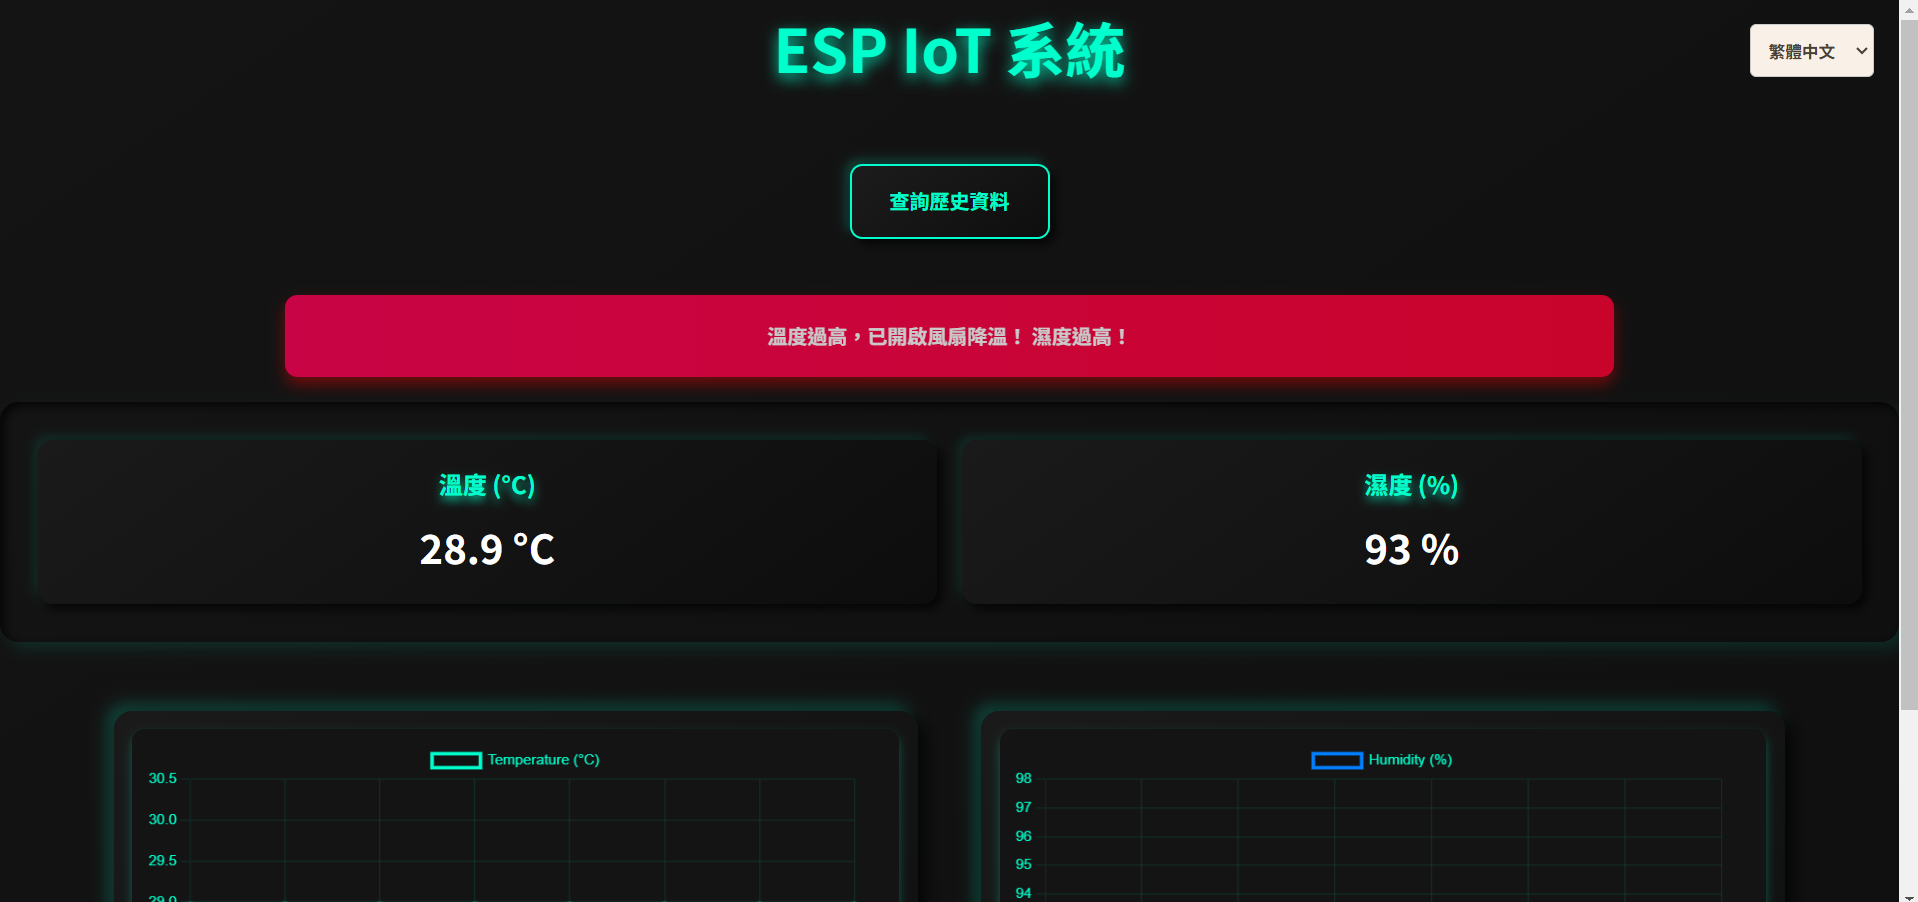 ESP IoT 系統
繁體中文
查詢歷史資料
溫度過高，已開啟風扇降溫！ 濕度過高！
溫度 (°C)
28.9 °C
濕度 (%)
93 %
Temperature (°C)
30.5
30.0
29.5
29.0
Humidity (%)
98
97
96
95
94